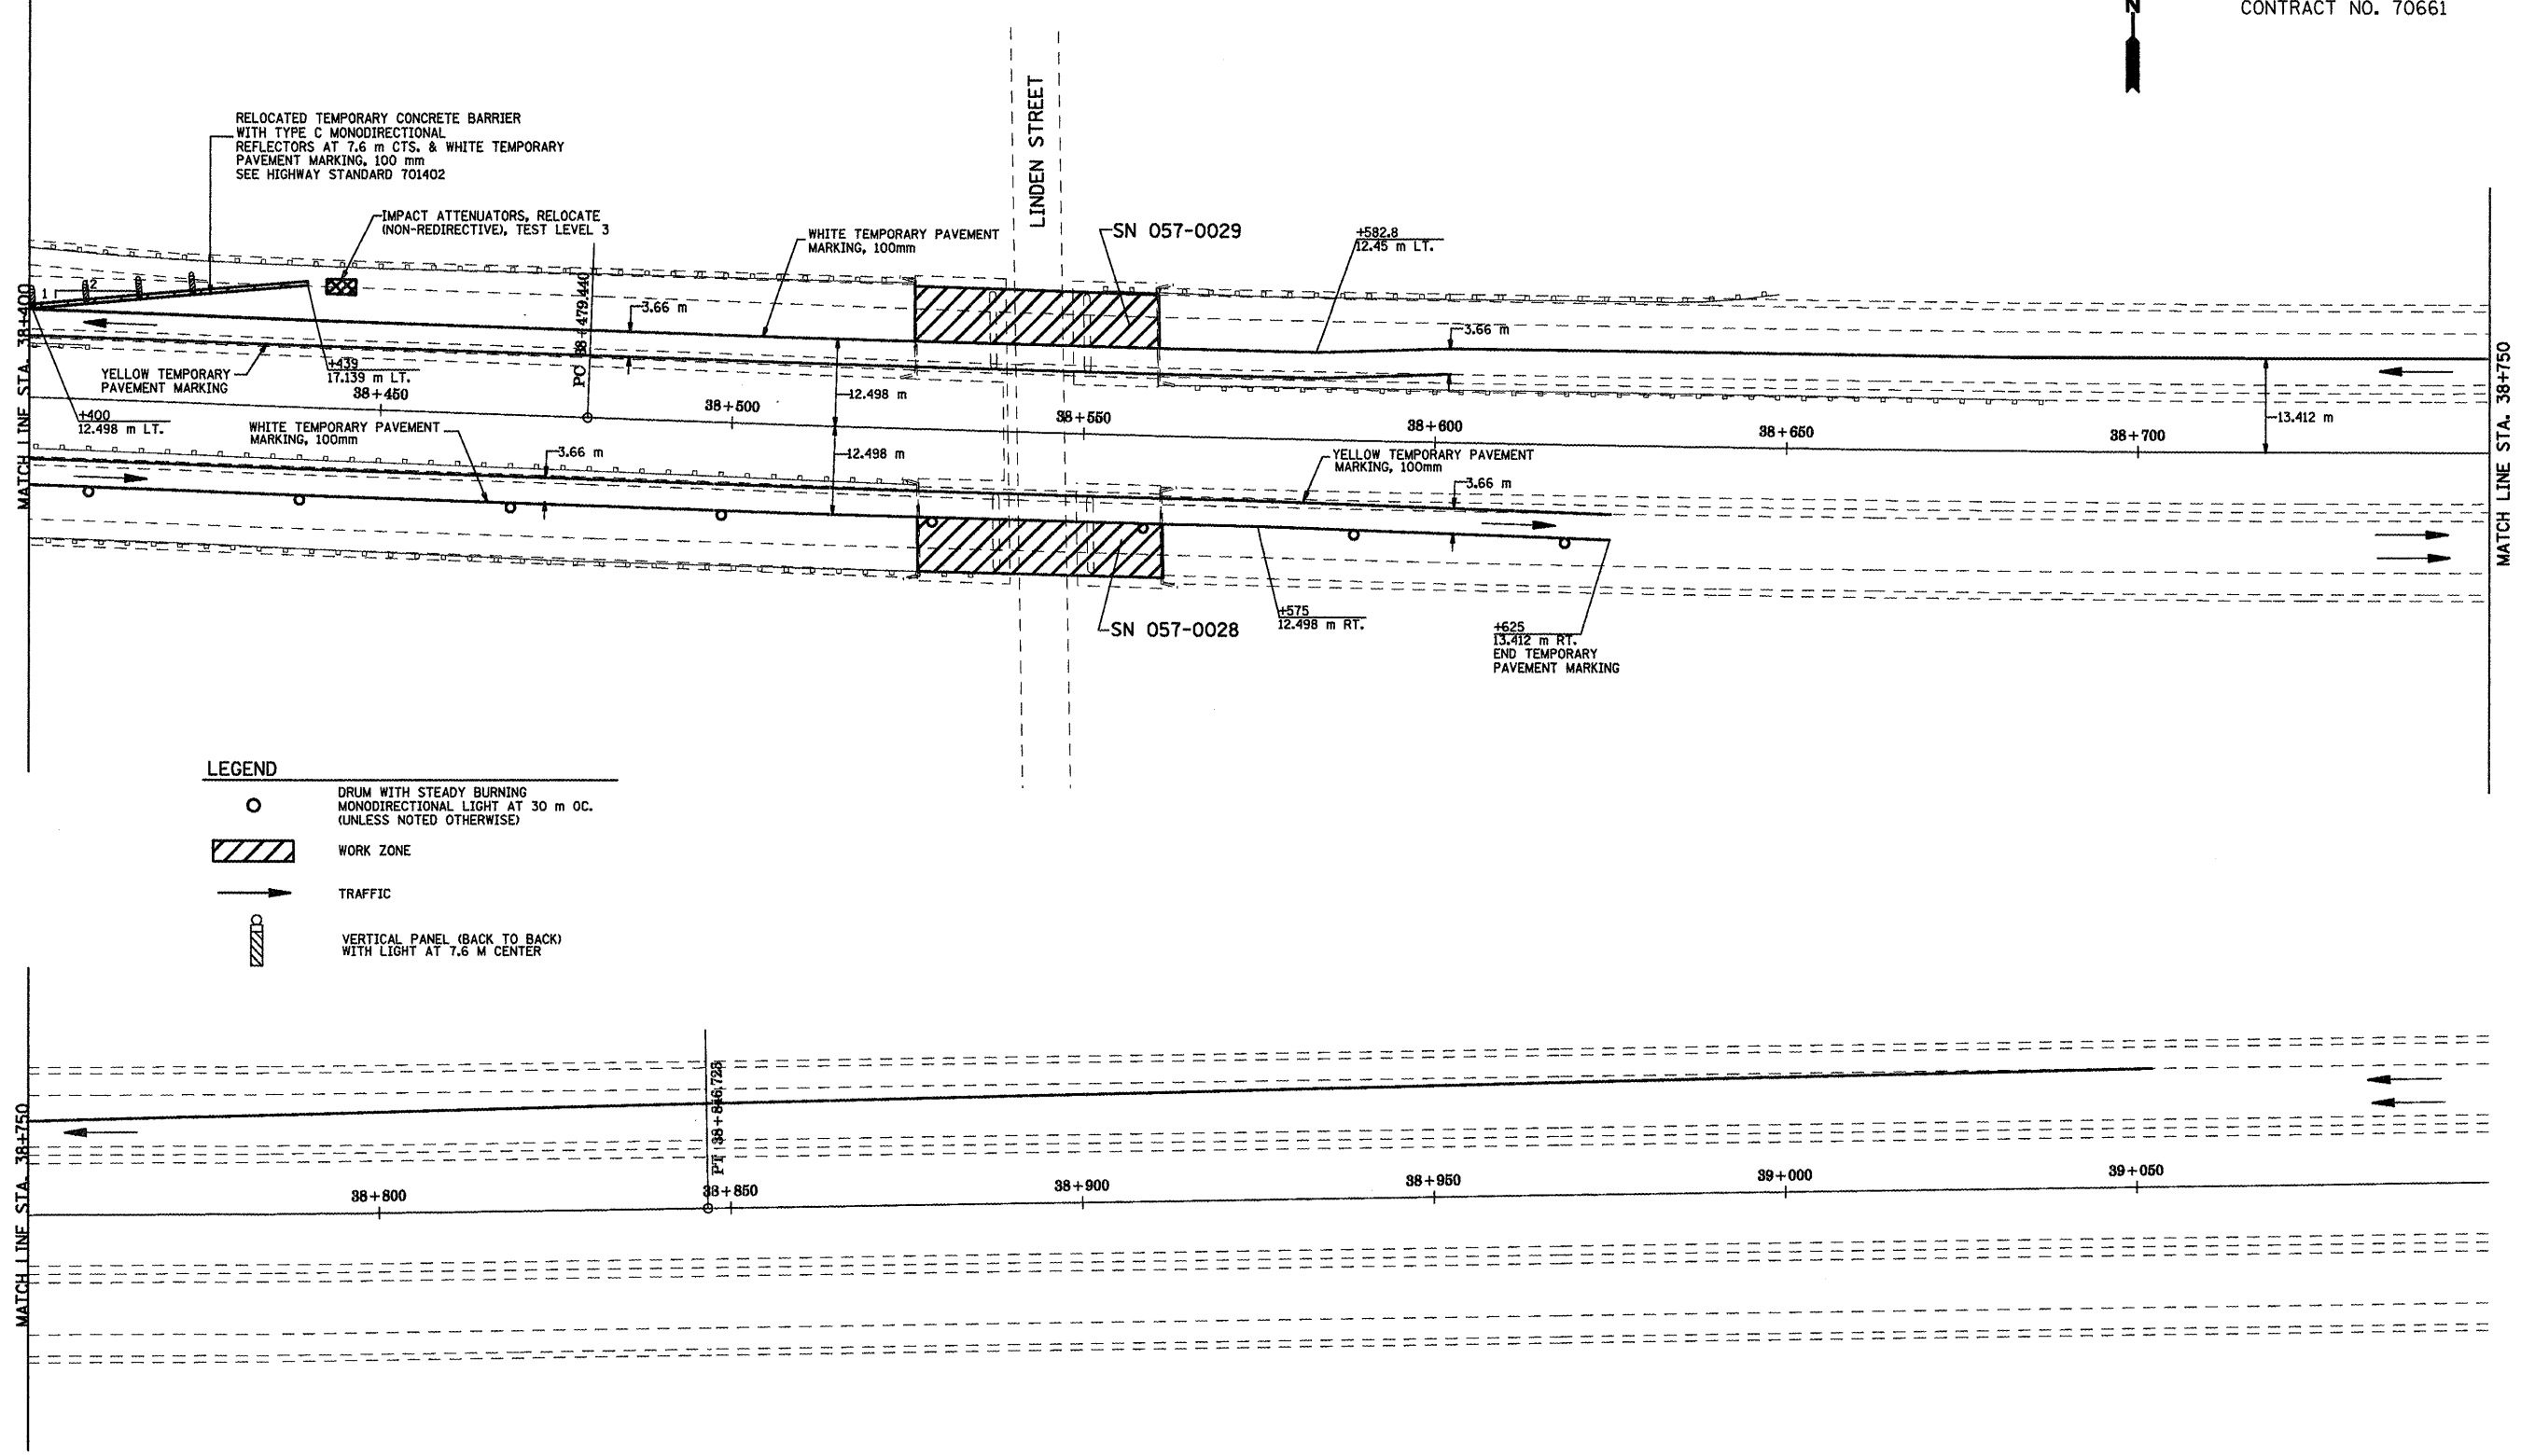 N
CONTRACT NO. 70661
LINDEN STREET
RELOCATED TEMPORARY CONCRETE BARRIER
WITH TYPE C MONODIRECTIONAL
REFLECTORS AT 7.6 m CTS. & WHITE TEMPORARY
PAVEMENT MARKING, 100 mm
SEE HIGHWAY STANDARD 701402
IMPACT ATTENUATORS, RELOCATE
(NON-REDIRECTIVE), TEST LEVEL 3
WHITE TEMPORARY PAVEMENT
MARKING, 100mm
SN 057-0029
+582.8
12.45 m LT.
MATCH LINE STA. 38+400
1
2
PC 38+479.440
3.66 m
3.66 m
MATCH LINE STA. 38+750
YELLOW TEMPORARY
PAVEMENT MARKING
+439
17.139 m LT.
38+450
38+500
38+550
38+600
38+650
38+700
12.498 m
13.412 m
+400
12.498 m LT.
WHITE TEMPORARY PAVEMENT
MARKING, 100mm
3.66 m
12.498 m
YELLOW TEMPORARY PAVEMENT
MARKING, 100mm
3.66 m
SN 057-0028
+575
12.498 m RT.
+625
13.412 m RT.
END TEMPORARY
PAVEMENT MARKING
LEGEND
DRUM WITH STEADY BURNING
MONODIRECTIONAL LIGHT AT 30 m OC.
(UNLESS NOTED OTHERWISE)
WORK ZONE
TRAFFIC
VERTICAL PANEL (BACK TO BACK)
WITH LIGHT AT 7.6 M CENTER
MATCH LINE STA. 38+750
PT 38+846.723
38+800
38+850
38+900
38+950
39+000
39+050